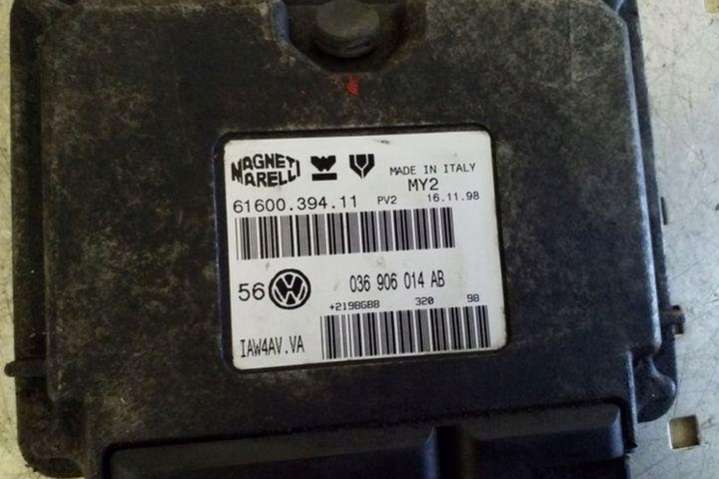 MAGNETI MARELLI
MADE IN ITALY
MY2
61600.394.11 PV2 16.11.98
56 VW 036 906 014 AB
+2198G88 320 98
IAW4AV.VA